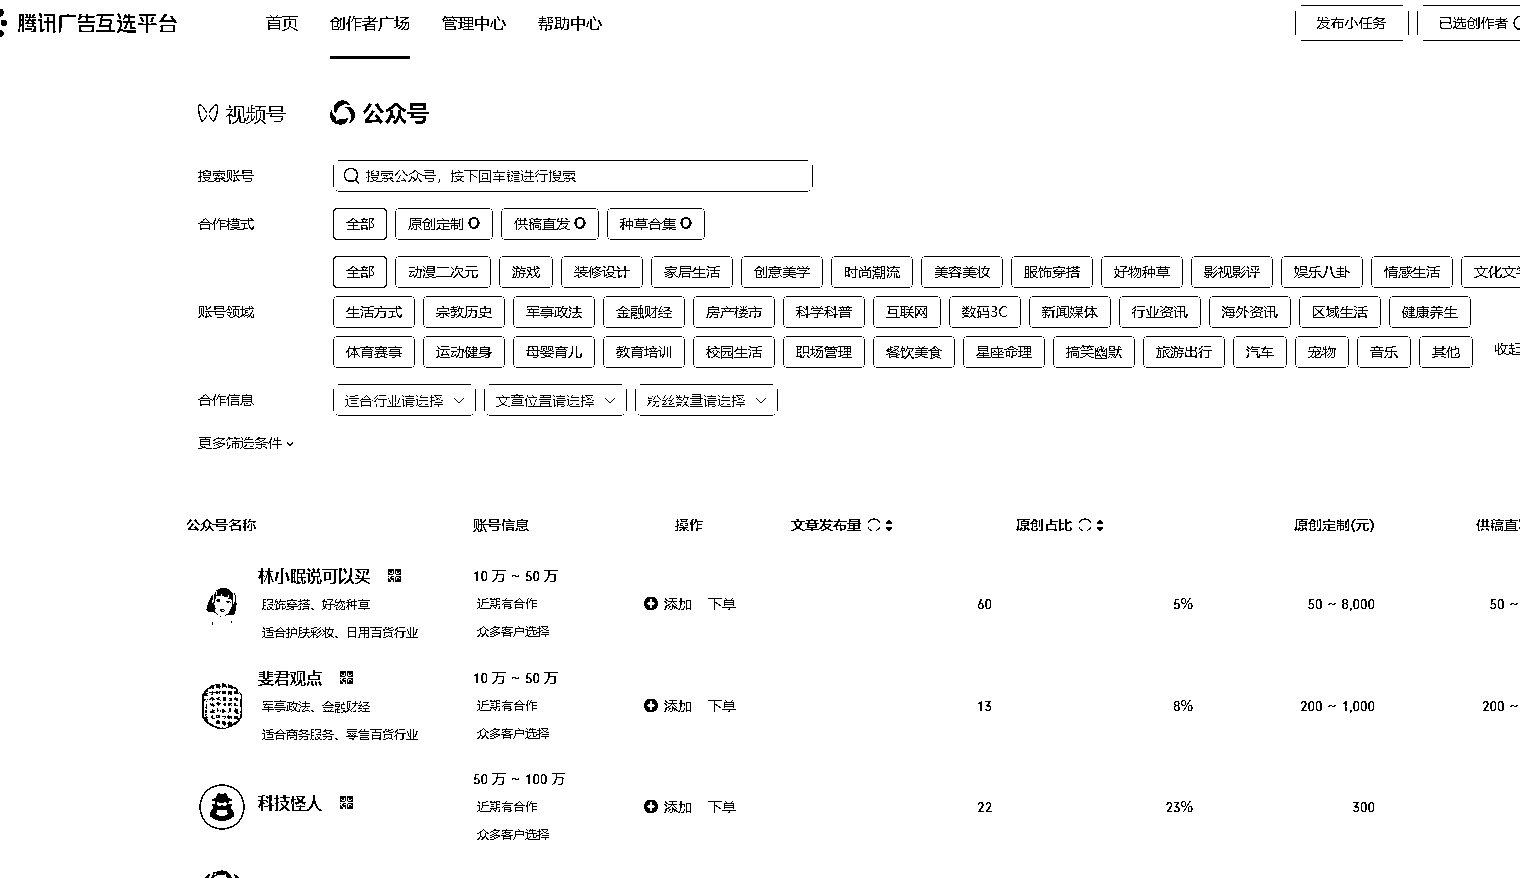 腾讯广告互选平台 首页 创作者广场 管理中心 帮助中心 发布小任务 已选创作者
视频号 公众号
搜索账号 搜索公众号，按下回车键进行搜索
合作模式 全部 原创定制 供稿直发 种草合集
全部 动漫二次元 游戏 装修设计 家居生活 创意美学 时尚潮流 美容美妆 服饰穿搭 好物种草 影视影评 娱乐八卦 情感生活 文化文学
账号领域 生活方式 宗教历史 军事政法 金融财经 房产楼市 科学科普 互联网 数码3C 新闻媒体 行业资讯 海外资讯 区域生活 健康养生
体育赛事 运动健身 母婴育儿 教育培训 校园生活 职场管理 餐饮美食 星座命理 搞笑幽默 旅游出行 汽车 宠物 音乐 其他 收起
合作信息 适合行业请选择 文章位置请选择 粉丝数量请选择
更多筛选条件
公众号名称 账号信息 操作 文章发布量 原创占比 原创定制(元) 供稿直发
林小眠说可以买 10 万 ~ 50 万
服饰穿搭、好物种草 近期有合作 添加 下单 60 5% 50 ~ 8,000 50 ~
适合护肤彩妆、日用百货行业 众多客户选择
斐君观点 10 万 ~ 50 万
军事政法、金融财经 近期有合作 添加 下单 13 8% 200 ~ 1,000 200 ~
适合商务服务、零售百货行业 众多客户选择
50 万 ~ 100 万
科技怪人 近期有合作 添加 下单 22 23% 300
众多客户选择